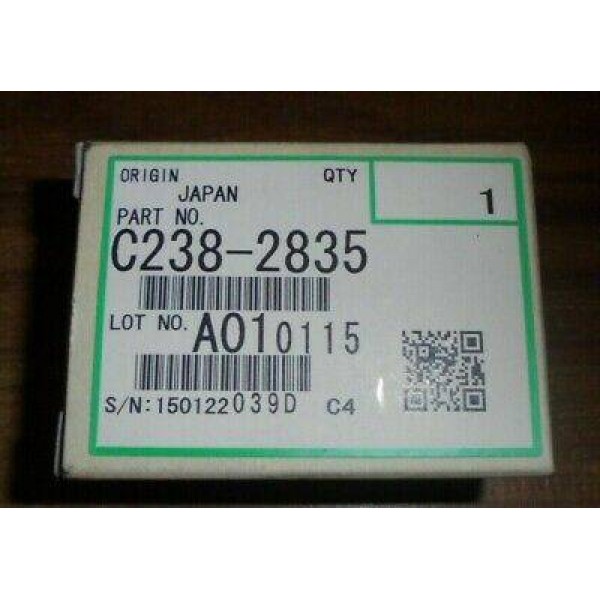 ORIGIN QTY
JAPAN 1
PART NO.
C238-2835
LOT NO. A010115
S/N:150122039D C4